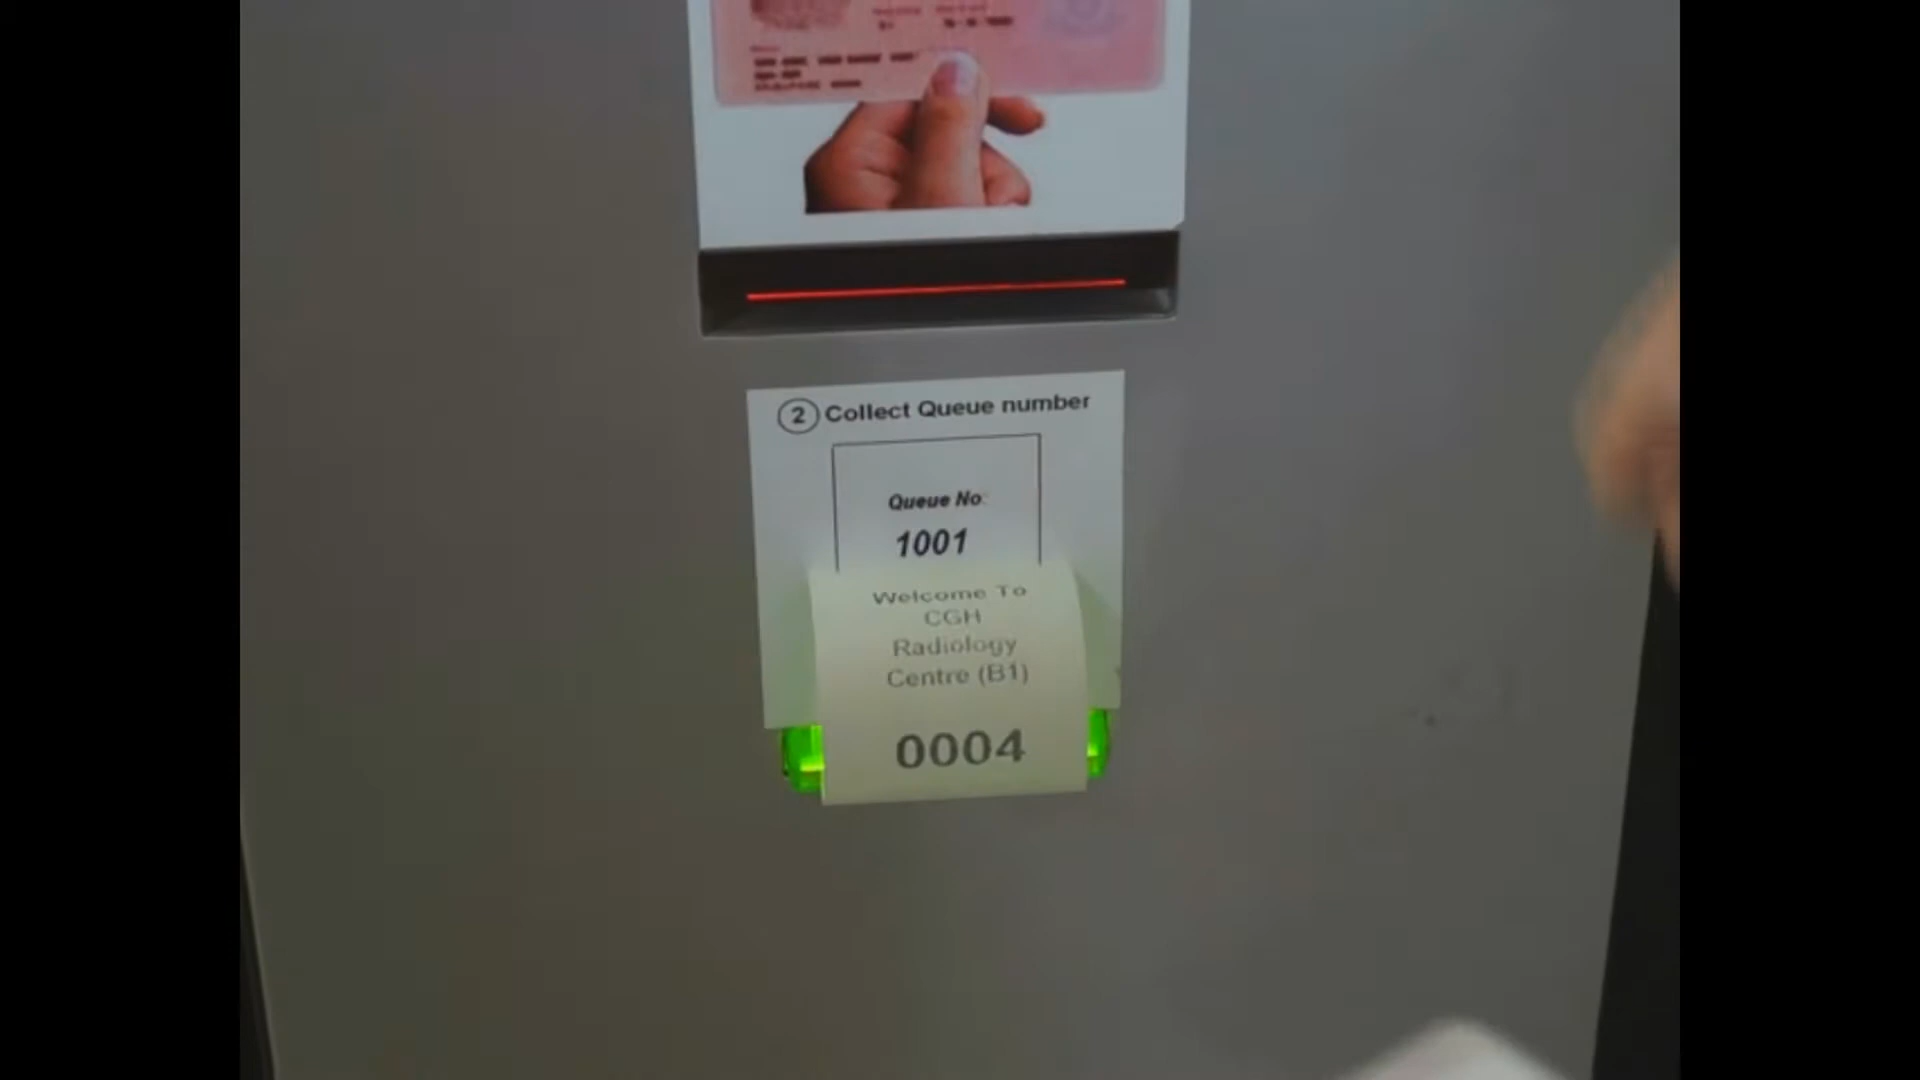 2 Collect Queue number
Queue No:
1001
Welcome To
CGH
Radiology
Centre (B1)
0004